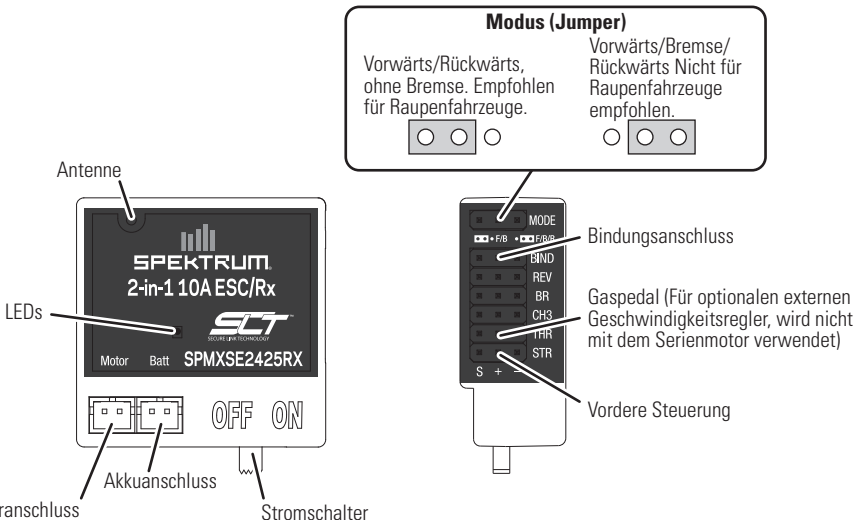 Modus (Jumper)
Vorwärts/Rückwärts,
ohne Bremse. Empfohlen
für Raupenfahrzeuge.
Vorwärts/Bremse/
Rückwärts Nicht für
Raupenfahrzeuge
empfohlen.
Antenne
SPEKTRUM
2-in-1 10A ESC/Rx
LEDs
SLT
SECURE LINK TECHNOLOGY
Motor Batt SPMXSE2425RX
OFF ON
Akkuanschluss
ranschluss
Stromschalter
MODE
F/B F/B/R
BIND
REV
BR
CH3
THR
STR
S + −
Bindungsanschluss
Gaspedal (Für optionalen externen
Geschwindigkeitsregler, wird nicht
mit dem Serienmotor verwendet)
Vordere Steuerung